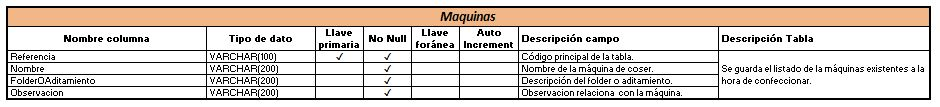 Maquinas
Nombre columna Tipo de dato Llave primaria No Null Llave foránea Auto Increment Descripción campo Descripción Tabla
Referencia VARCHAR(100) ✓ ✓ Código principal de la tabla. Se guarda el listado de la máquinas existentes a la hora de confeccionar.
Nombre VARCHAR(200) ✓ Nombre de la máquina de coser.
FolderOAditamiento VARCHAR(200) ✓ Descripción del folder o aditamiento.
Observacion VARCHAR(200) ✓ Observacion relaciona con la máquina.